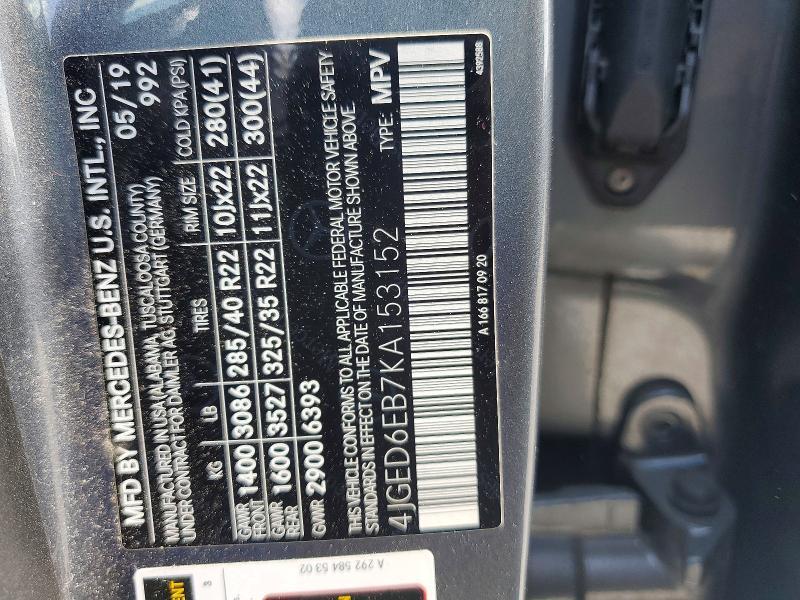 MFD BY MERCEDES-BENZ U.S. INTL., INC
MANUFACTURED IN USA (ALABAMA, TUSCALOOSA COUNTY) 05/19
UNDER CONTRACT FOR DAIMLER AG, STUTTGART (GERMANY) 992
KG LB TIRES RIM SIZE COLD KPA (PSI)
GAWR FRONT 1400 3086 285/40 R22 10Jx22 280(41)
GAWR REAR 1600 3527 325/35 R22 11Jx22 300(44)
GVWR 2900 6393
THIS VEHICLE CONFORMS TO ALL APPLICABLE FEDERAL MOTOR VEHICLE SAFETY
STANDARDS IN EFFECT ON THE DATE OF MANUFACTURE SHOWN ABOVE.
4JGED6EB7KA153152 TYPE: MPV
A 166 817 09 20
4392588
A 292 584 53 02